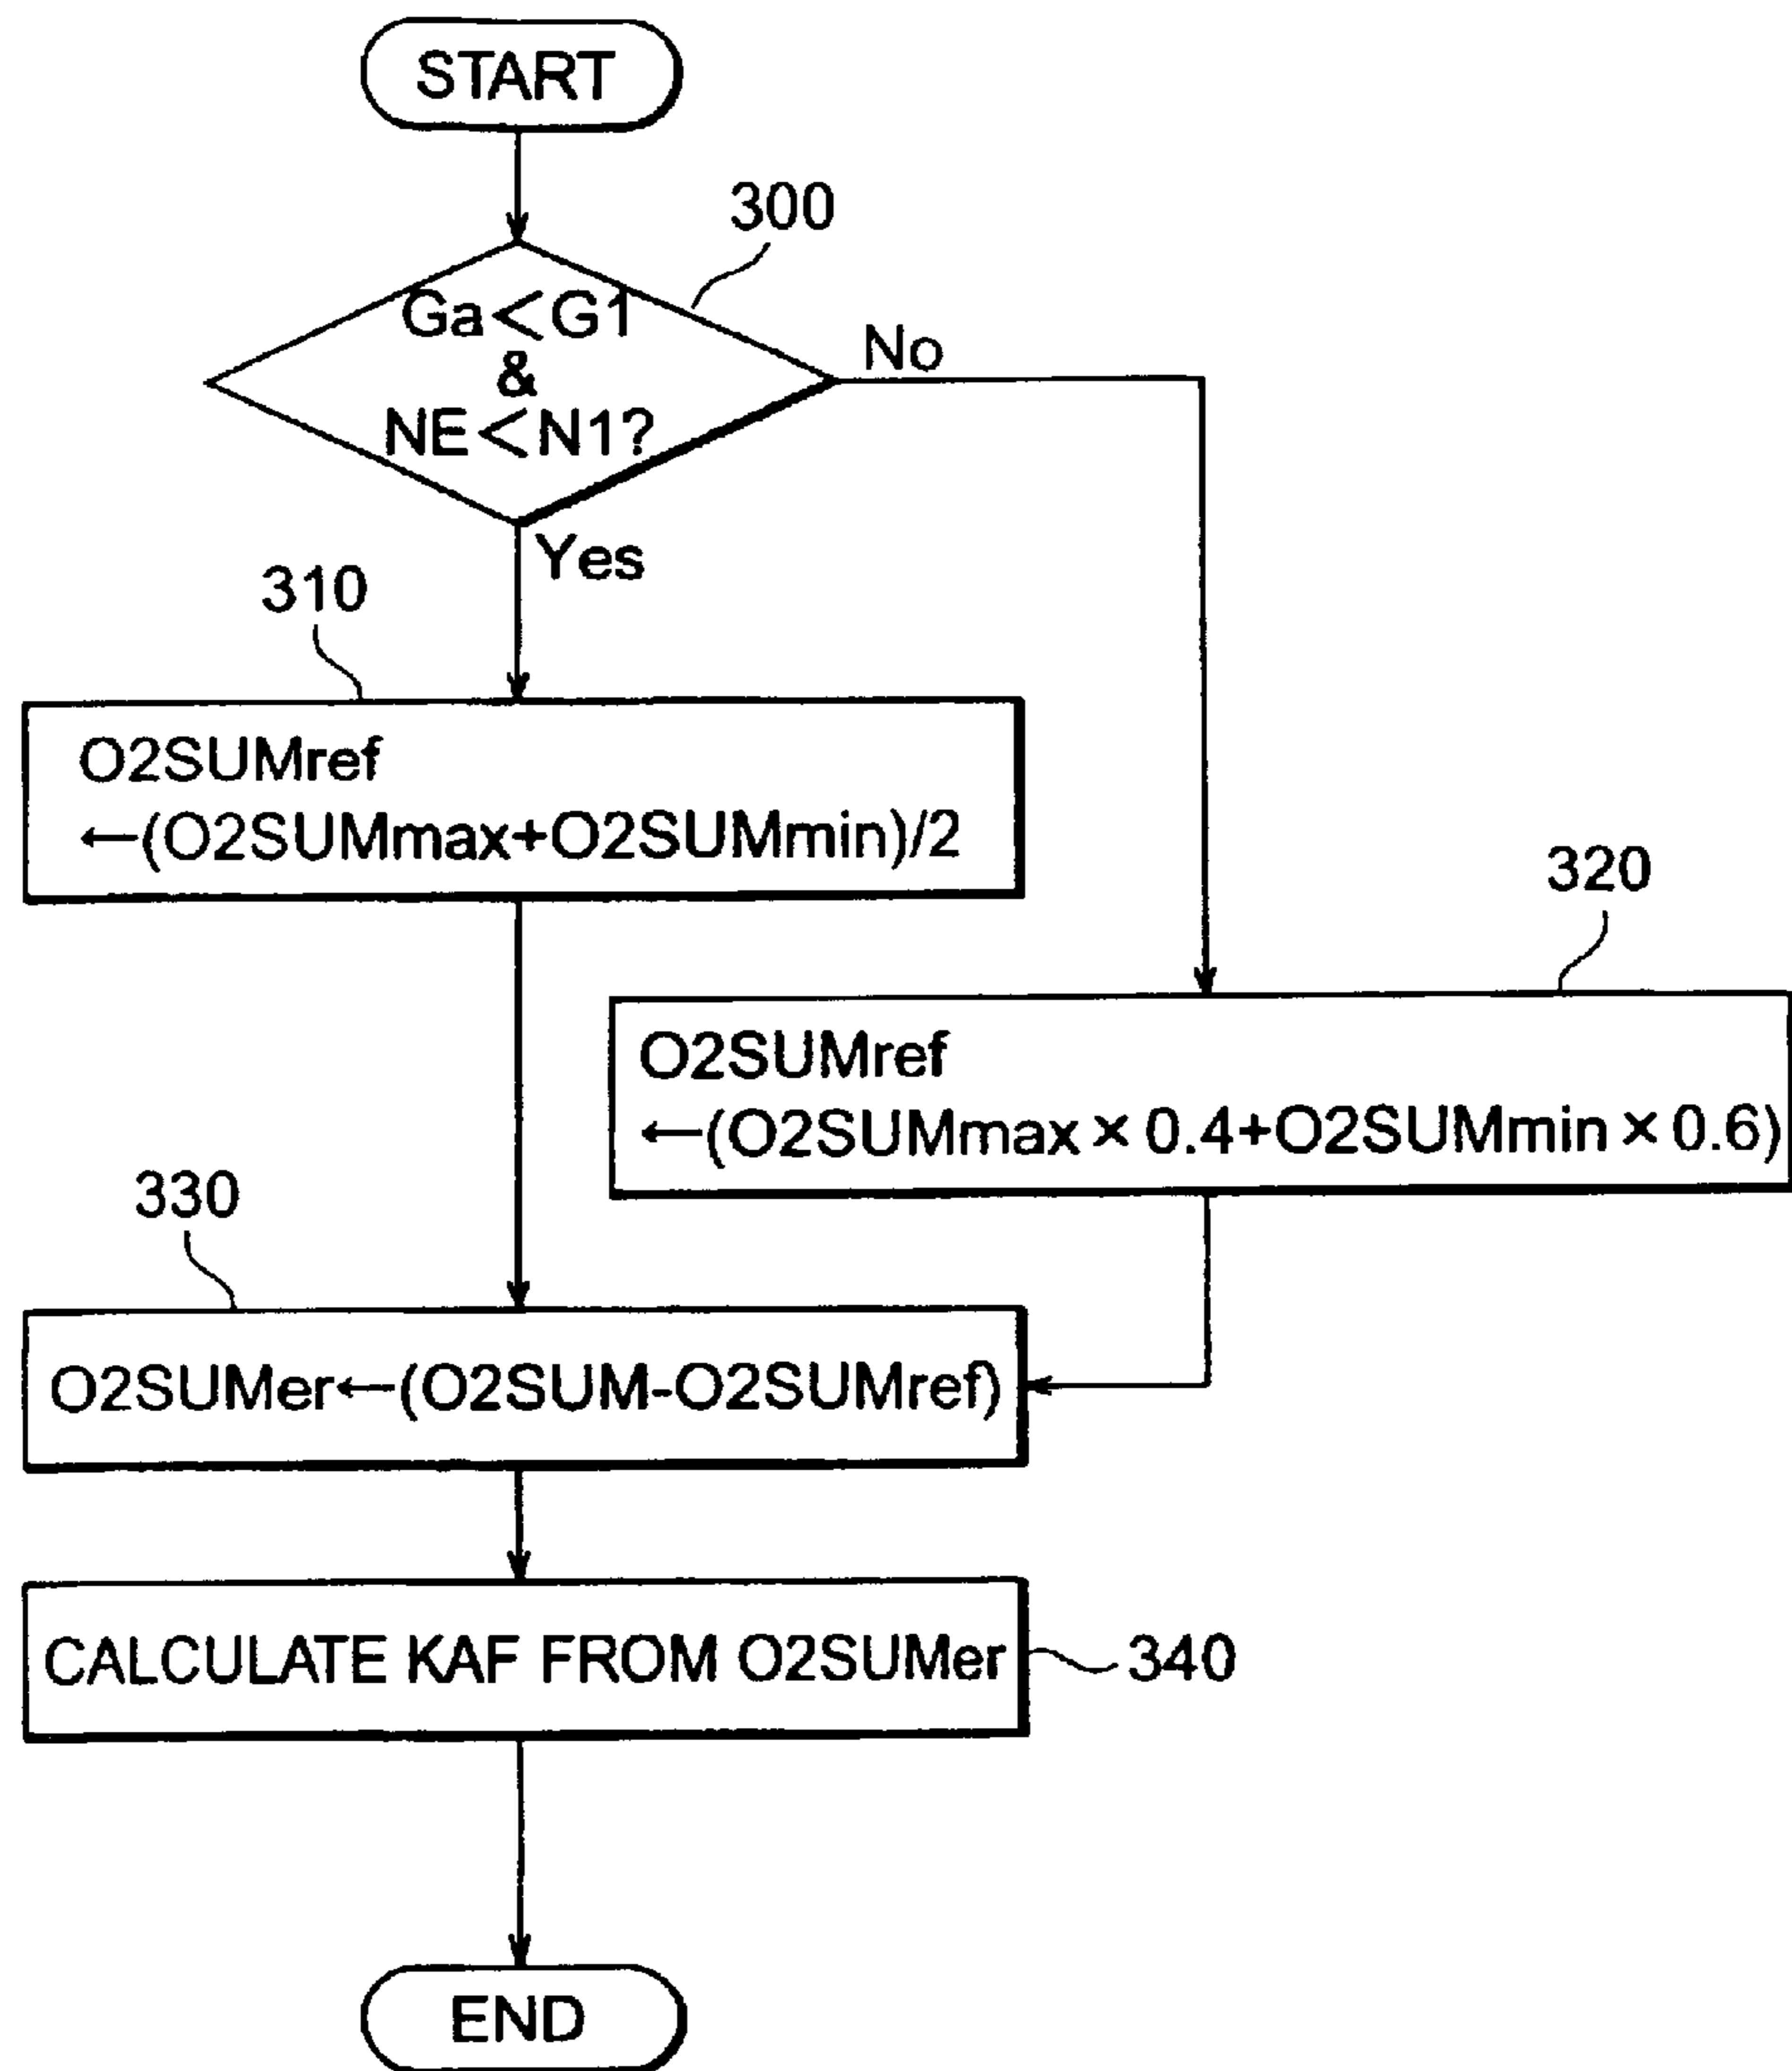 START
300
Ga<G1
&
NE<N1?
No
Yes
310
O2SUMref
←(O2SUMmax+O2SUMmin)/2
320
O2SUMref
←(O2SUMmax×0.4+O2SUMmin×0.6)
330
O2SUMer←(O2SUM-O2SUMref)
CALCULATE KAF FROM O2SUMer
340
END